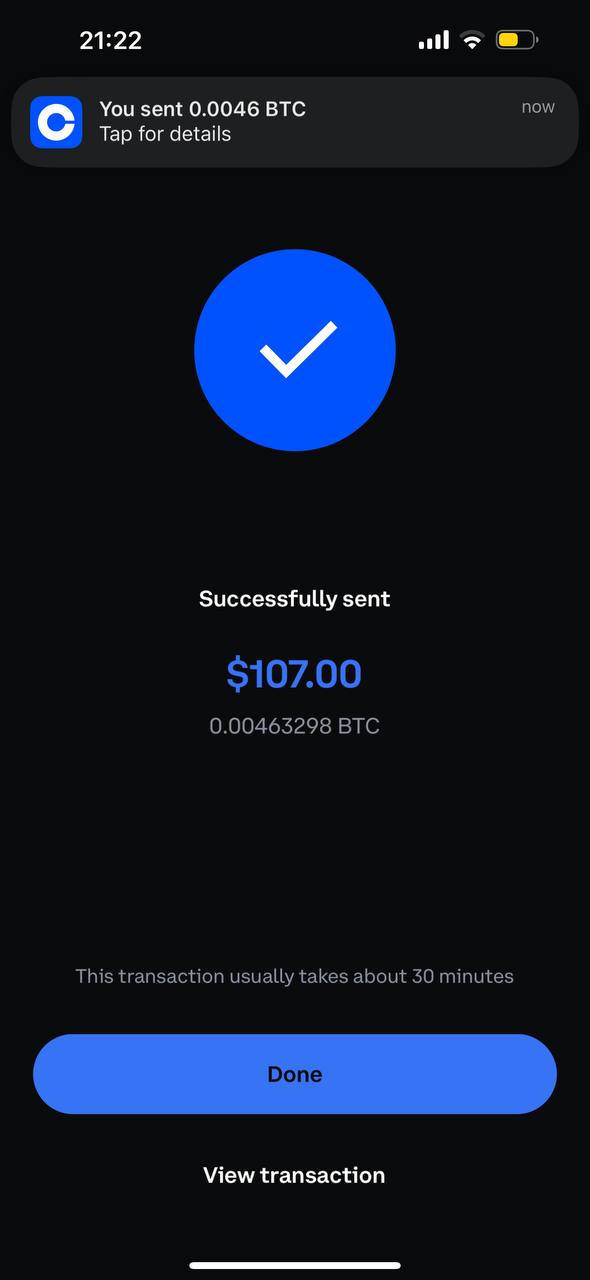 21:22
You sent 0.0046 BTC
now
Tap for details
Successfully sent
$107.00
0.00463298 BTC
This transaction usually takes about 30 minutes
Done
View transaction